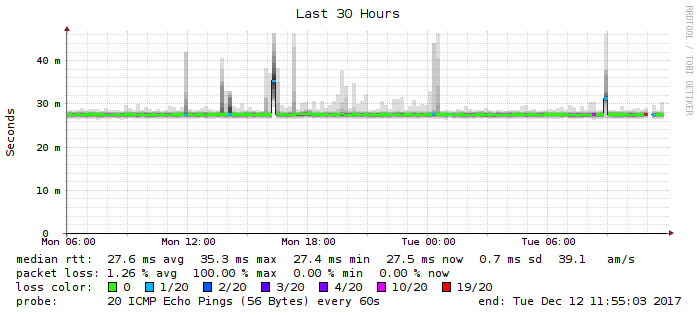 Last 30 Hours
RRDTOOL / TOBI OETIKER
Seconds
40 m
30 m
20 m
10 m
0
Mon 06:00 Mon 12:00 Mon 18:00 Tue 00:00 Tue 06:00
median rtt: 27.6 ms avg 35.3 ms max 27.4 ms min 27.5 ms now 0.7 ms sd 39.1 am/s
packet loss: 1.26 % avg 100.00 % max 0.00 % min 0.00 % now
loss color: 0 1/20 2/20 3/20 4/20 10/20 19/20
probe: 20 ICMP Echo Pings (56 Bytes) every 60s end: Tue Dec 12 11:55:03 2017